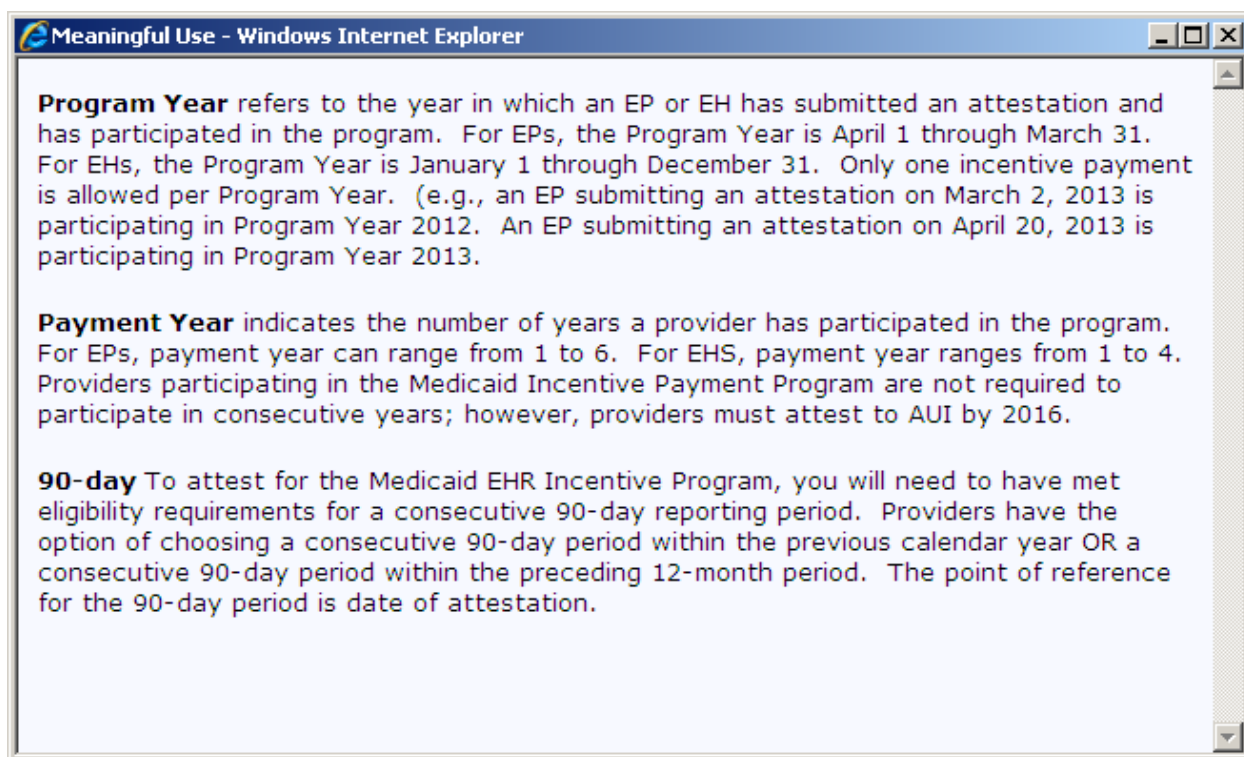 Meaningful Use - Windows Internet Explorer
Program Year refers to the year in which an EP or EH has submitted an attestation and
has participated in the program.  For EPs, the Program Year is April 1 through March 31.
For EHs, the Program Year is January 1 through December 31.  Only one incentive payment
is allowed per Program Year.  (e.g., an EP submitting an attestation on March 2, 2013 is
participating in Program Year 2012.  An EP submitting an attestation on April 20, 2013 is
participating in Program Year 2013.
Payment Year indicates the number of years a provider has participated in the program.
For EPs, payment year can range from 1 to 6.  For EHS, payment year ranges from 1 to 4.
Providers participating in the Medicaid Incentive Payment Program are not required to
participate in consecutive years; however, providers must attest to AUI by 2016.
90-day To attest for the Medicaid EHR Incentive Program, you will need to have met
eligibility requirements for a consecutive 90-day reporting period.  Providers have the
option of choosing a consecutive 90-day period within the previous calendar year OR a
consecutive 90-day period within the preceding 12-month period.  The point of reference
for the 90-day period is date of attestation.